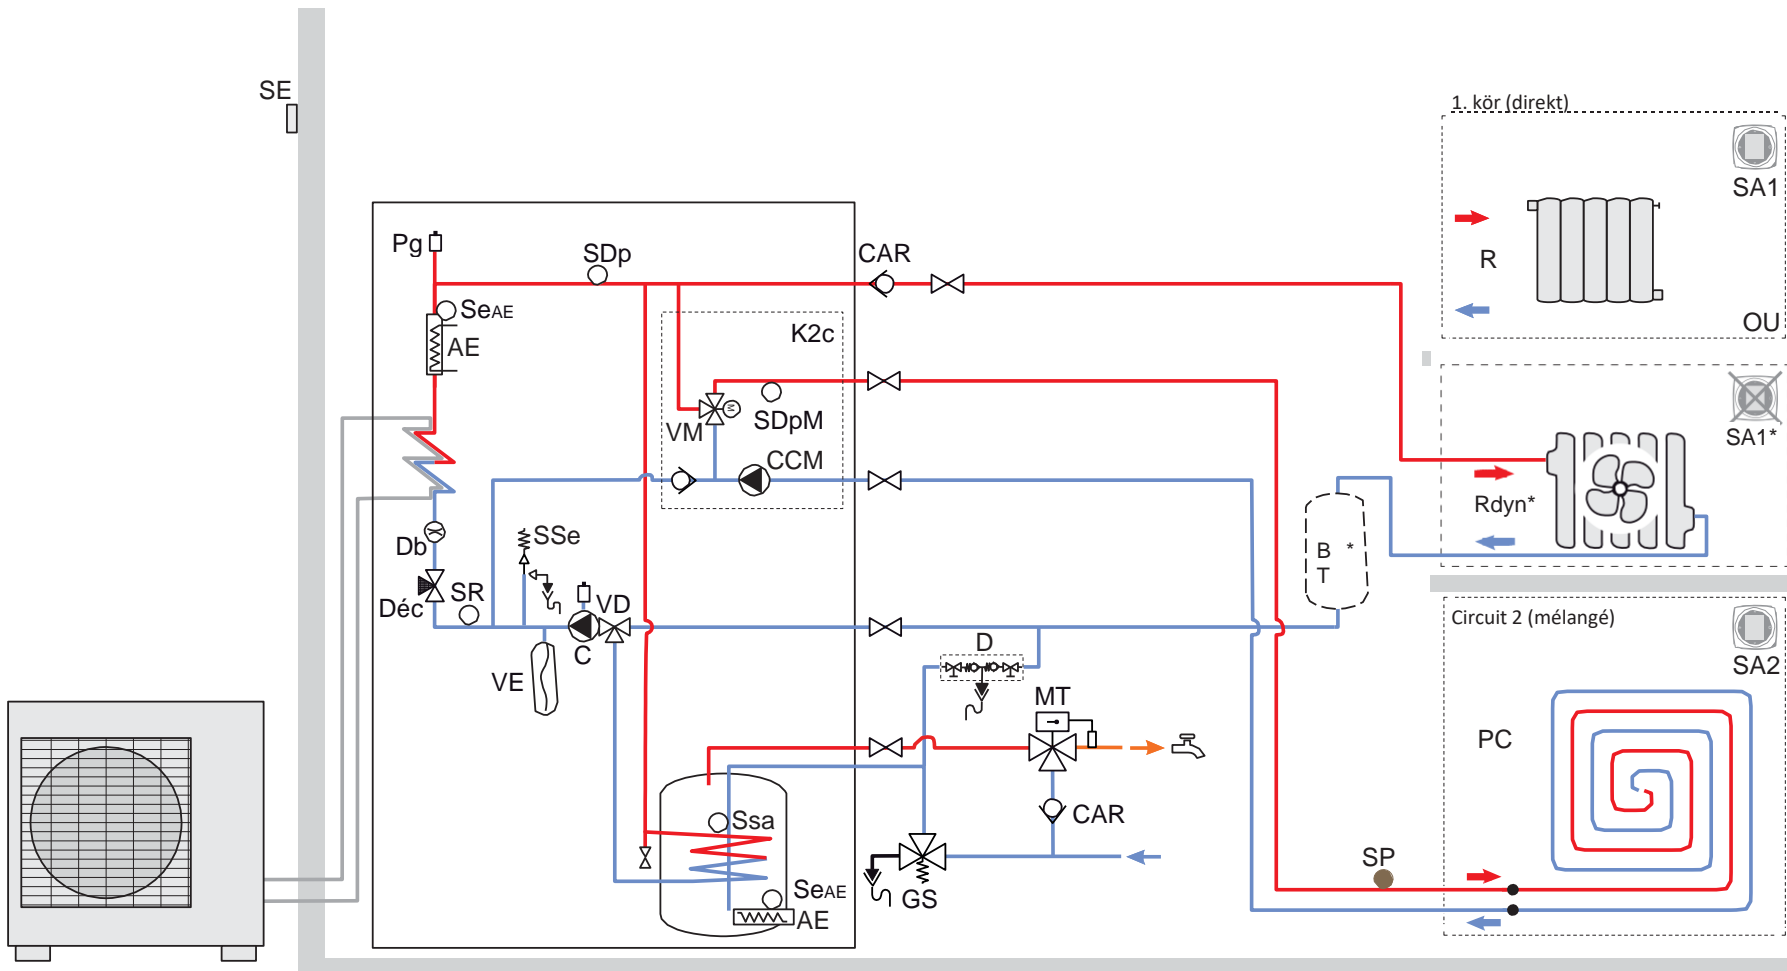 SE
1. kör (direkt)
SA1
R
OU
Pg
SDp
CAR
SeAE
AE
K2c
VM
M
SDpM
CCM
SA1*
Rdyn*
B *
T
Db
SSe
Déc
SR
VD
C
VE
D
MT
Circuit 2 (mélangé)
SA2
PC
Ssa
CAR
SP
SeAE
AE
GS